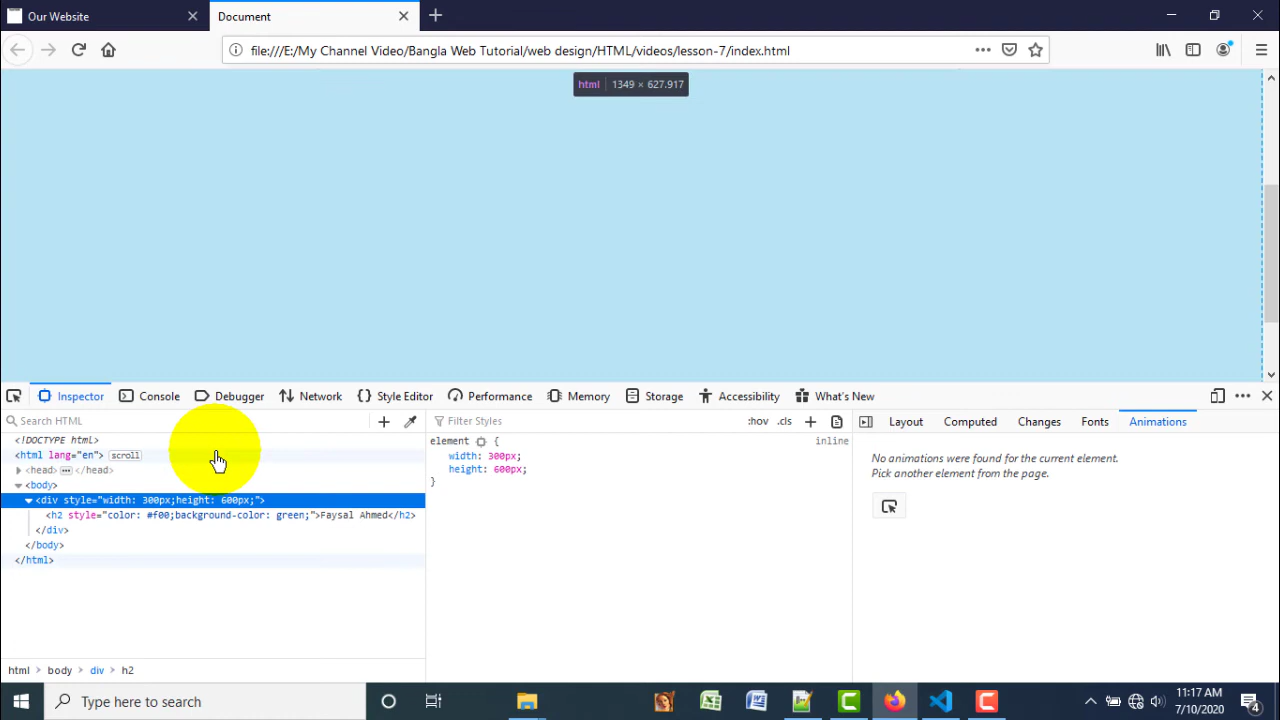 Our Website
Document
file:///E:/My Channel Video/Bangla Web Tutorial/web design/HTML/videos/lesson-7/index.html
html 1349 × 627.917
Inspector Console Debugger Network Style Editor Performance Memory Storage Accessibility What's New
Search HTML
Filter Styles
:hov .cls
Layout Computed Changes Fonts Animations
<!DOCTYPE html>
<html lang="en"> scroll
<head> ••• </head>
<body>
<div style="width: 300px;height: 600px;">
<h2 style="color: #f00;background-color: green;">Faysal Ahmed</h2>
</div>
</body>
</html>
element {
inline
width: 300px;
height: 600px;
}
No animations were found for the current element.
Pick another element from the page.
html body div h2
Type here to search
11:17 AM
7/10/2020
4